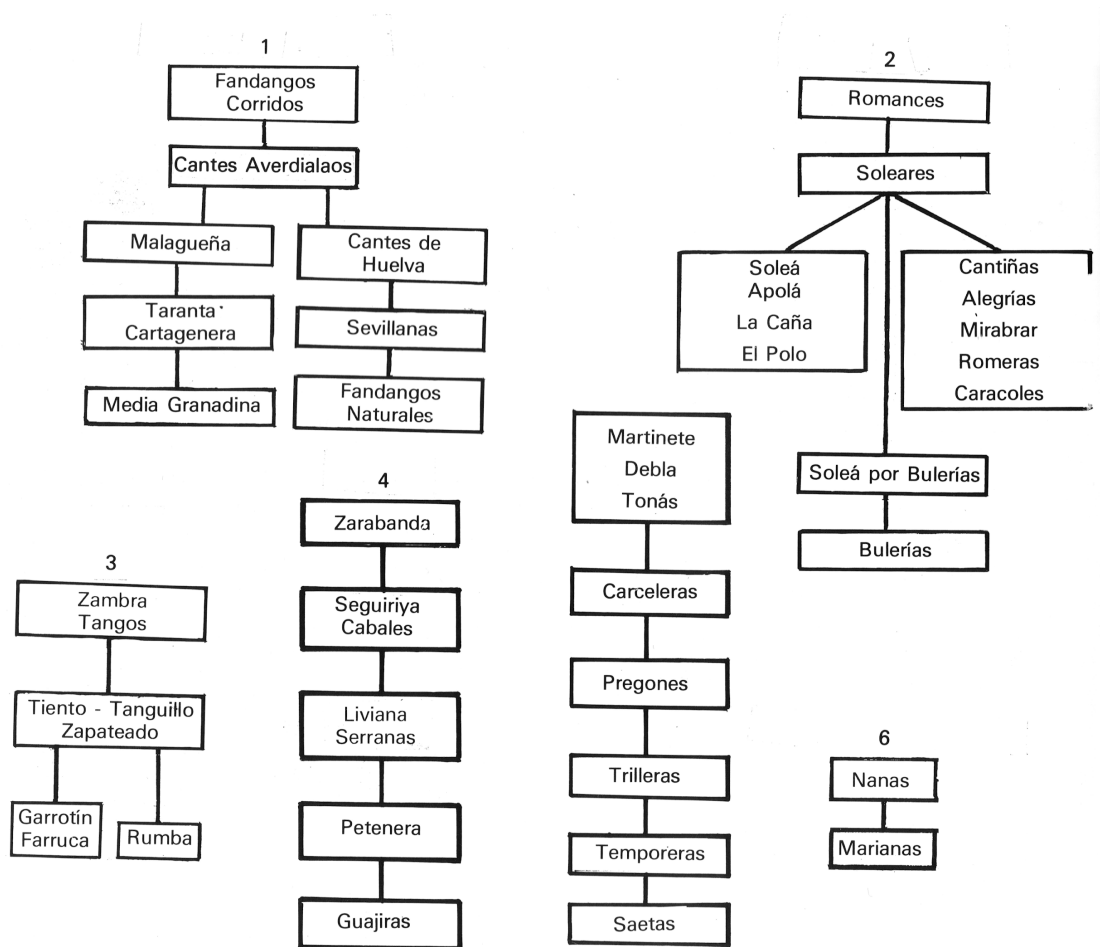 1
Fandangos
Corridos
Cantes Averdialaos
Malagueña
Taranta
Cartagenera
Media Granadina
Cantes de
Huelva
Sevillanas
Fandangos
Naturales
2
Romances
Soleares
Soleá
Apolá
La Caña
El Polo
Cantiñas
Alegrías
Mirabrar
Romeras
Caracoles
Soleá por Bulerías
Bulerías
3
Zambra
Tangos
Tiento - Tanguillo
Zapateado
Garrotín
Farruca
Rumba
4
Zarabanda
Seguiriya
Cabales
Liviana
Serranas
Petenera
Guajiras
Martinete
Debla
Tonás
Carceleras
Pregones
Trilleras
Temporeras
Saetas
6
Nanas
Marianas